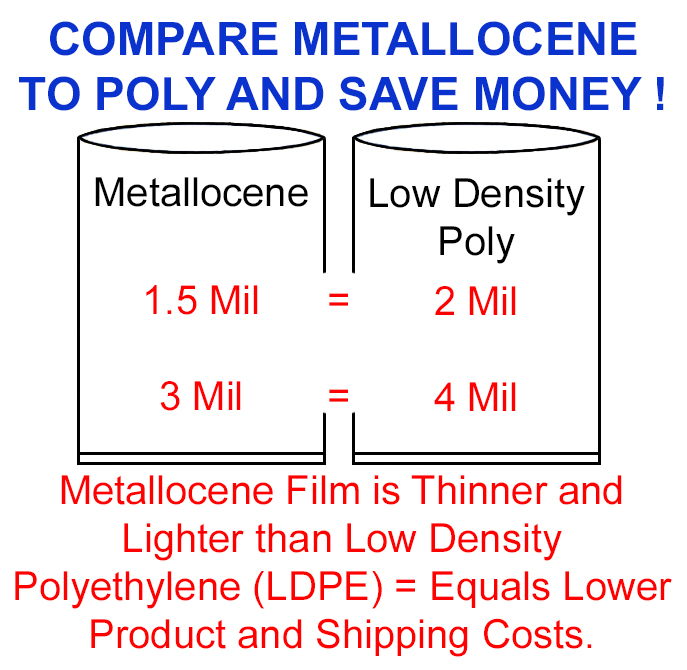 COMPARE METALLOCENE
TO POLY AND SAVE MONEY !
Metallocene
Low Density
Poly
1.5 Mil = 2 Mil
3 Mil = 4 Mil
Metallocene Film is Thinner and
Lighter than Low Density
Polyethylene (LDPE) = Equals Lower
Product and Shipping Costs.